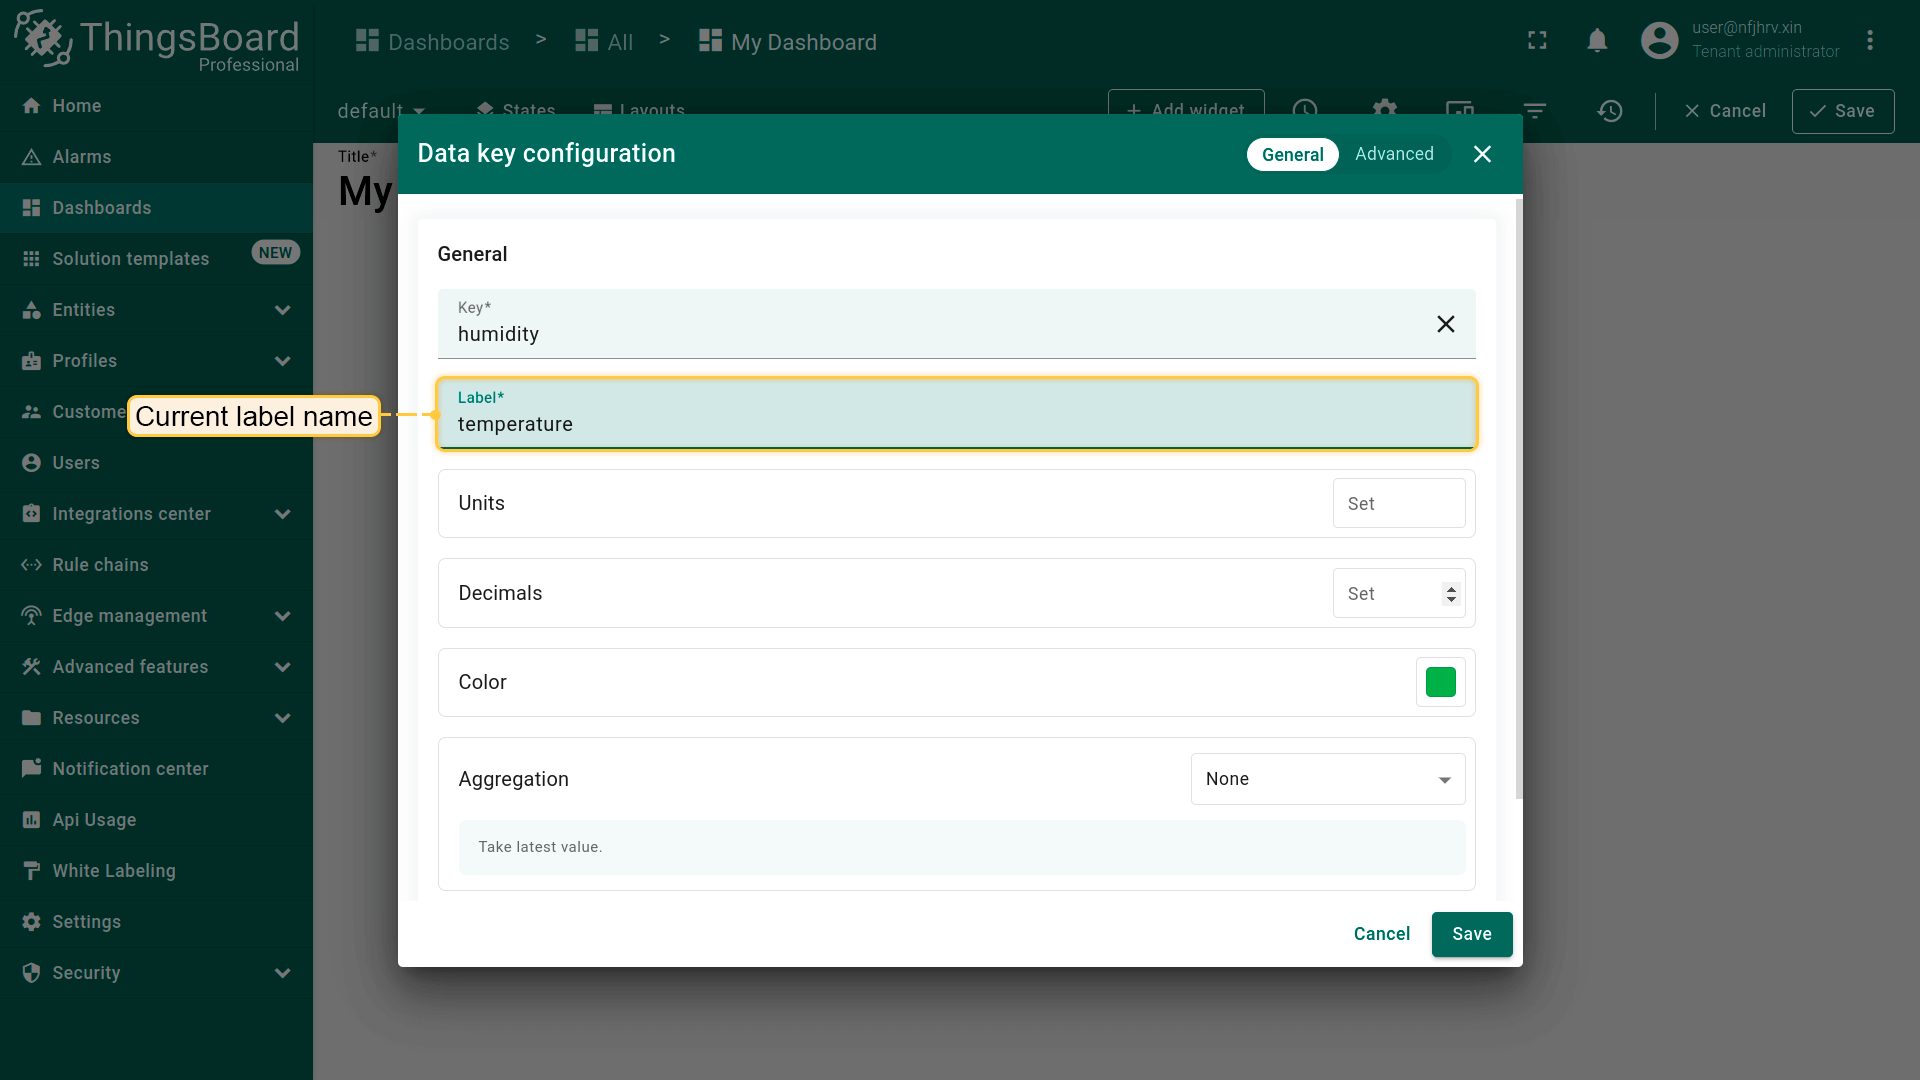 ThingsBoard
Professional
Dashboards > All > My Dashboard
user@nfjhrv.xin
Tenant administrator
default
States
Layouts
+ Add widget
Cancel
Save
Home
Alarms
Dashboards
Solution templates
NEW
Entities
Profiles
Custome
Users
Integrations center
Rule chains
Edge management
Advanced features
Resources
Notification center
Api Usage
White Labeling
Settings
Security
Title*
My
Current label name
Data key configuration
General
Advanced
General
Key*
humidity
Label*
temperature
Units
Set
Decimals
Set
Color
Aggregation
None
Take latest value.
Cancel
Save